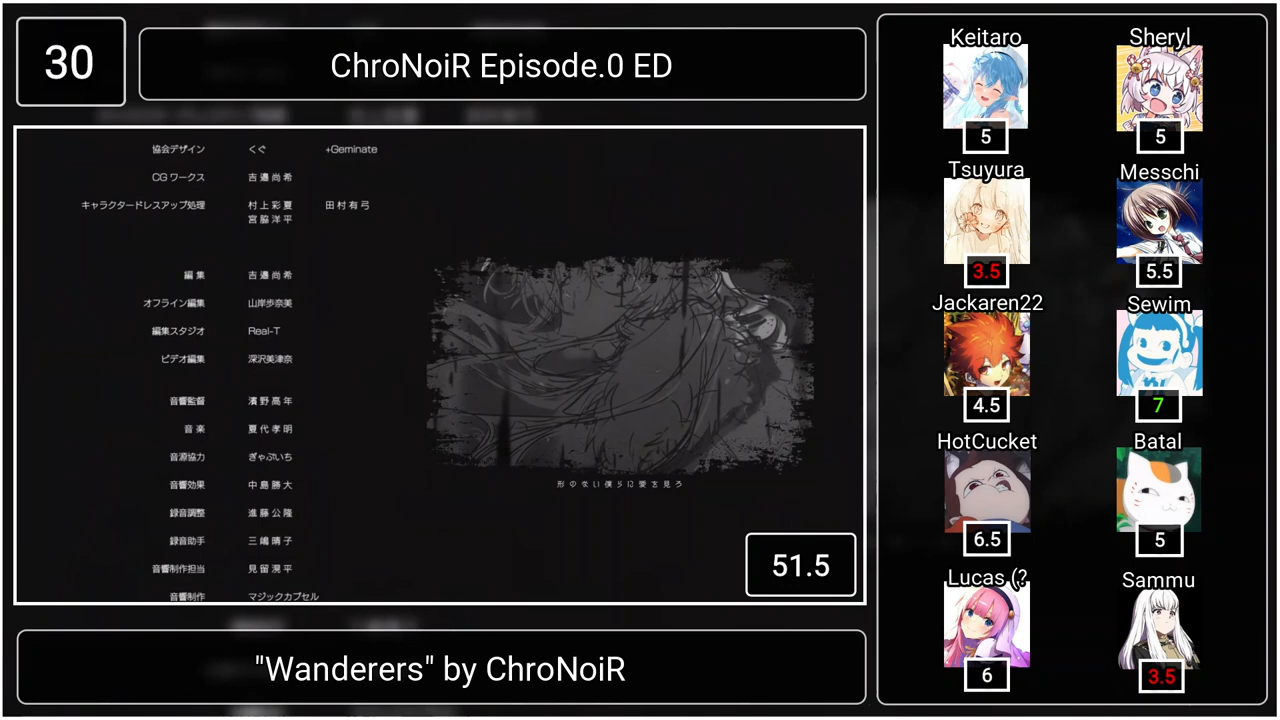 30
ChroNoiR Episode.0 ED
協会デザイン くぐ +Geminate
CG ワークス 吉邉尚希
キャラクタードレスアップ処理 村上彩夏 田村有弓
宮脇洋平
編集 吉邉尚希
オフライン編集 山岸歩奈美
編集スタジオ Real-T
ビデオ編集 深沢美津奈
音響監督 濱野高年
音楽 夏代孝明
音源協力 ぎゃぷいち
音響効果 中島勝大
録音調整 進藤公隆
録音助手 三嶋晴子
音響制作担当 見留滉平
音響制作 マジックカプセル
形のない僕らは愛を見ろ
51.5
"Wanderers" by ChroNoiR
Keitaro Sheryl
5 5
Tsuyura Messchi
3.5 5.5
Jackaren22 Sewim
4.5 7
HotCucket Batal
6.5 5
Lucas (?
Sammu
6 3.5